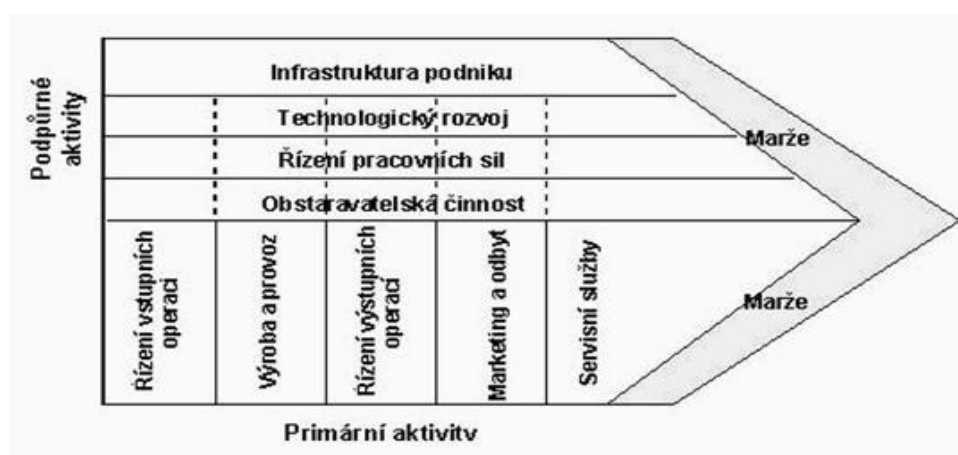 Podpůrné
aktivity
Infrastruktura podniku
Technologický rozvoj
Řízení pracovních sil
Obstaravatelská činnost
Marže
Řízení vstupních
operací
Výroba a provoz
Řízení výstupních
operací
Marketing a odbyt
Servisní služby
Marže
Primární aktivity